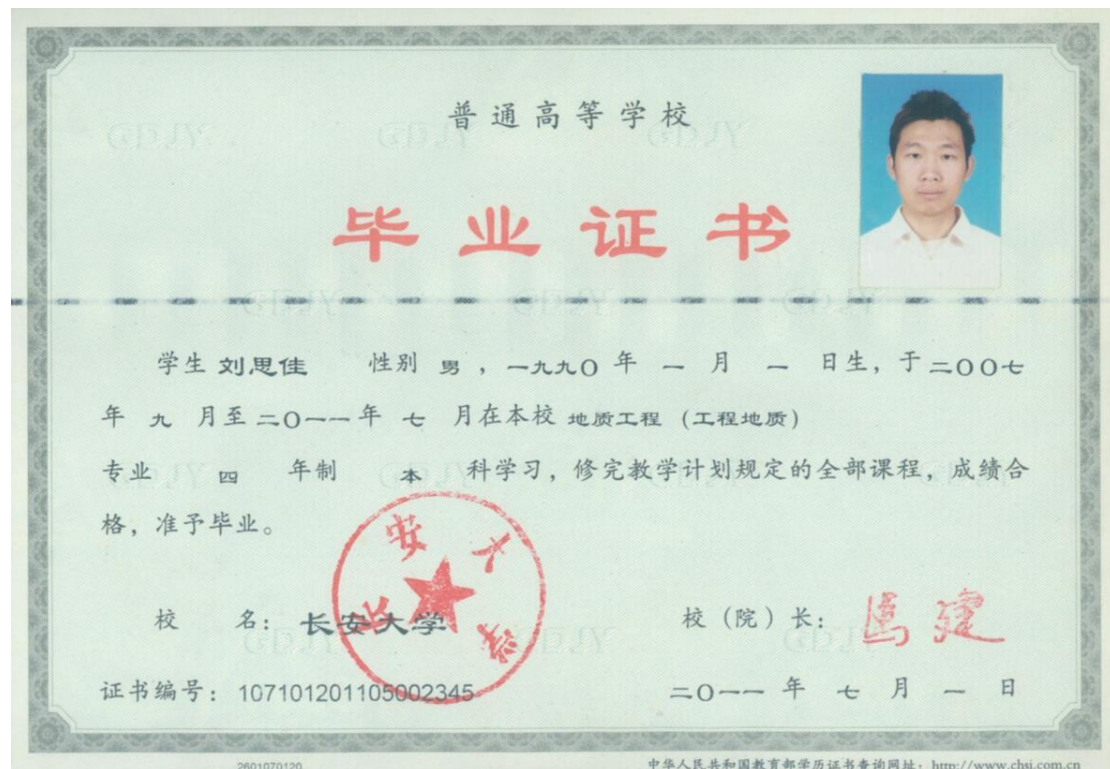 普通高等学校
毕业证书
学生 刘思佳 性别 男，一九九〇年 一 月 一 日生，于二〇〇七
年 九 月至二〇一一年 七 月在本校 地质工程（工程地质）
专业 四 年制 本 科学习，修完教学计划规定的全部课程，成绩合
格，准予毕业。
校 名：长安大学
校（院）长：
长安大学
证书编号：107101201105002345
二〇一一年 七 月 一 日
2601070120
中华人民共和国教育部学历证书查询网址：http://www.chsi.com.cn
GDJY